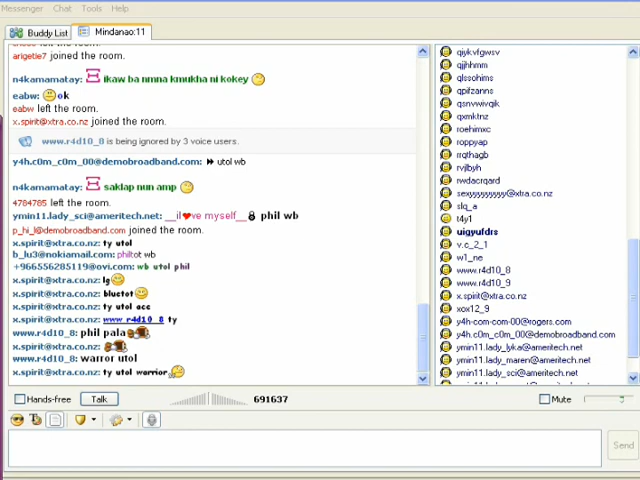 Messenger Chat Tools Help
Buddy List Mindanao:11
arigetie7 joined the room.
n4kamamatay: ikaw ba nmna kmukha ni kokey
eabw: ok
eabw left the room.
x.spirit@xtra.co.nz joined the room.
www.r4d10_8 is being ignored by 3 voice users.
y4h.c0m_c0m_00@demobroadband.com: utol wb
n4kamamatay: saklap nun amp
4784785 left the room.
ymin11.lady_sci@ameritech.net: __il❤ve myself__ phil wb
p_hi_l@demobroadband.com joined the room.
x.spirit@xtra.co.nz: ty utol
b_lu3@nokiamail.com: philtot wb
+966556285119@ovi.com: wb utol phil
x.spirit@xtra.co.nz: lg
x.spirit@xtra.co.nz: bluetot
x.spirit@xtra.co.nz: ty utol ace
x.spirit@xtra.co.nz: www.r4d10_8 ty
www.r4d10_8: phil pala
x.spirit@xtra.co.nz:
www.r4d10_8: warror utol
x.spirit@xtra.co.nz: ty utol warrior
qiykvfgwsv
qjjhhmm
qlssohims
qpifzanns
qsnvwivqik
qxmktnz
roehimxc
roppyap
rrqthagb
rvjlbyh
rwdacrqard
sexyyyyyyyy@xtra.co.nz
slq_a
t4y1
uigyufdrs
v.c_2_1
w1_ne
www.r4d10_8
www.r4d10_9
x.spirit@xtra.co.nz
xox12_9
y4h-com-com-00@rogers.com
y4h.c0m_c0m_00@demobroadband.com
ymin11.lady_lyka@ameritech.net
ymin11.lady_maren@ameritech.net
ymin11.lady_sci@ameritech.net
Hands-free Talk 691637 Mute
Send